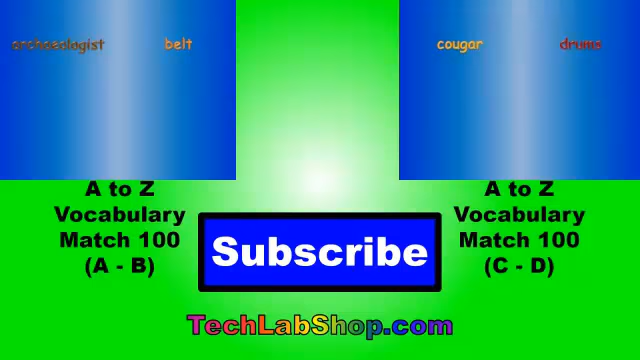 archaeologist belt
cougar drums
A to Z
Vocabulary
Match 100
(A - B)
A to Z
Vocabulary
Match 100
(C - D)
Subscribe
TechLabShop.com